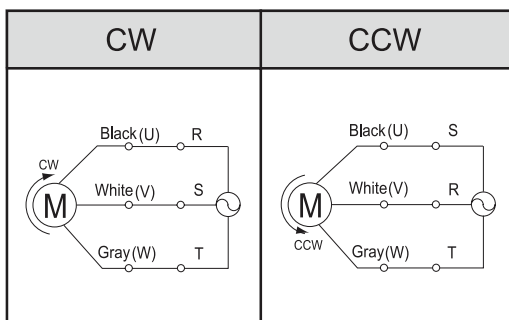 CW CCW
Black(U) R
CW
White(V) S
M
Gray(W) T
Black(U) S
White(V) R
M
CCW
Gray(W) T